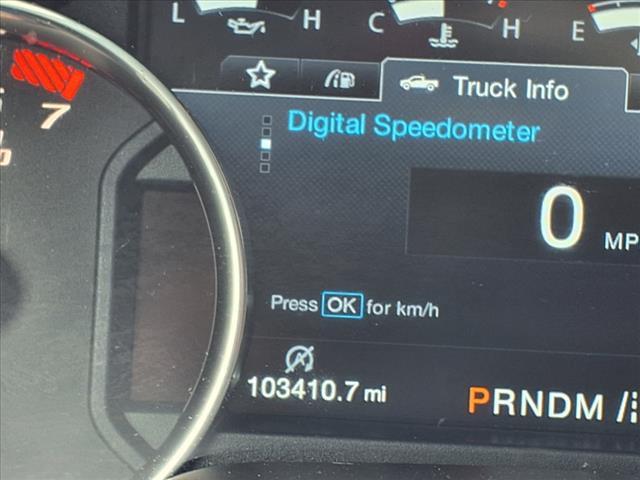 L H C H E
7
Truck Info
Digital Speedometer
0 MP
Press OK for km/h
A
103410.7 mi
PRNDM